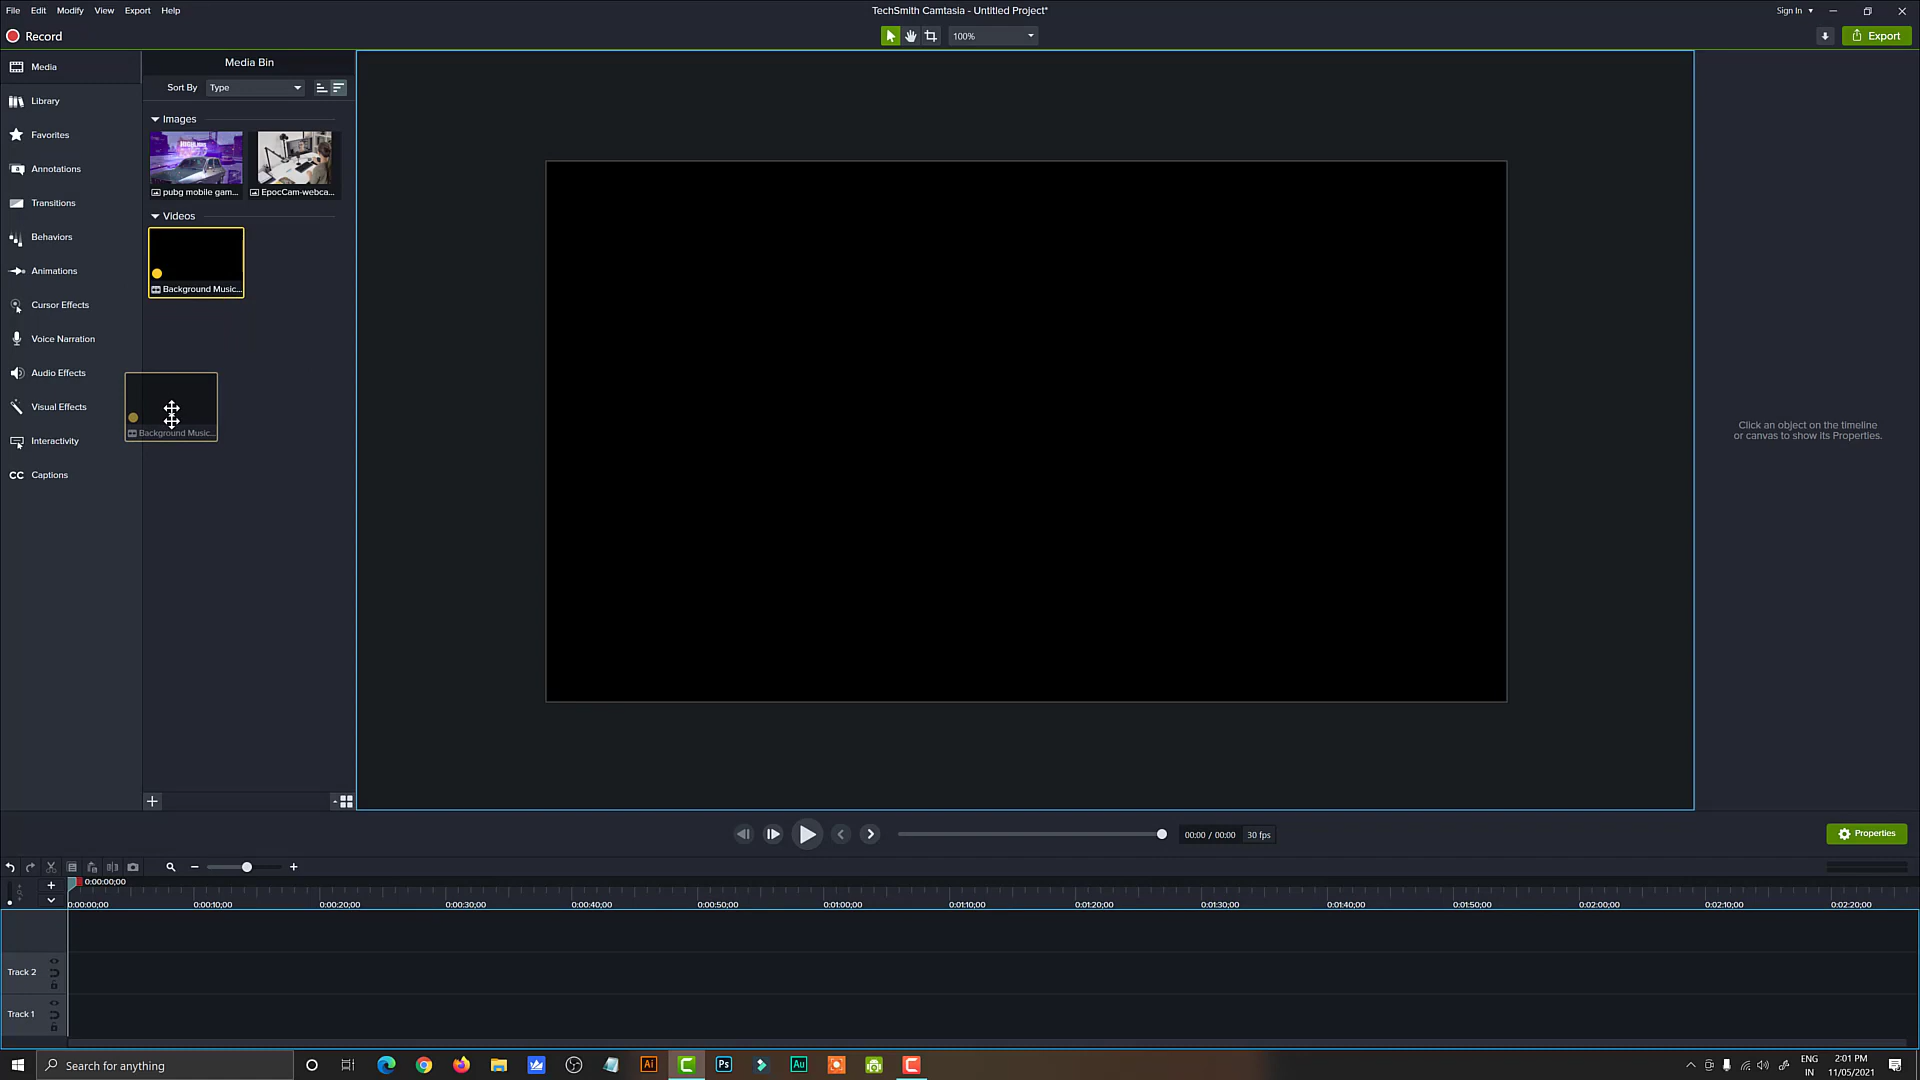 File Edit Modify View Export Help
TechSmith Camtasia - Untitled Project*
Sign In
Record
100%
Export
Media
Library
Favorites
Annotations
Transitions
Behaviors
Animations
Cursor Effects
Voice Narration
Audio Effects
Visual Effects
Interactivity
CC Captions
Media Bin
Sort By Type
Images
pubg mobile gam...
EpocCam-webca...
Videos
Background Music...
Background Music...
Click an object on the timeline
or canvas to show its Properties.
00:00 / 00:00 30 fps
Properties
0:00:00;00
0:00:00;00 0:00:10;00 0:00:20;00 0:00:30;00 0:00:40;00 0:00:50;00 0:01:00;00 0:01:10;00 0:01:20;00 0:01:30;00 0:01:40;00 0:01:50;00 0:02:00;00 0:02:10;00 0:02:20;00
Track 2
Track 1
Search for anything
Ai
Ps
Au
ENG
IN
2:01 PM
11/05/2021